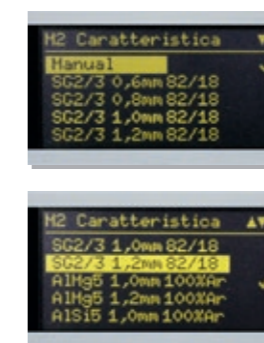 H2 Caratteristica
Manual
SG2/3 0,6mm 82/18
SG2/3 0,8mm 82/18
SG2/3 1,0mm 82/18
SG2/3 1,2mm 82/18
H2 Caratteristica
SG2/3 1,0mm 82/18
SG2/3 1,2mm 82/18
AlMg5 1,0mm 100%Ar
AlMg5 1,2mm 100%Ar
AlSi5 1,0mm 100%Ar